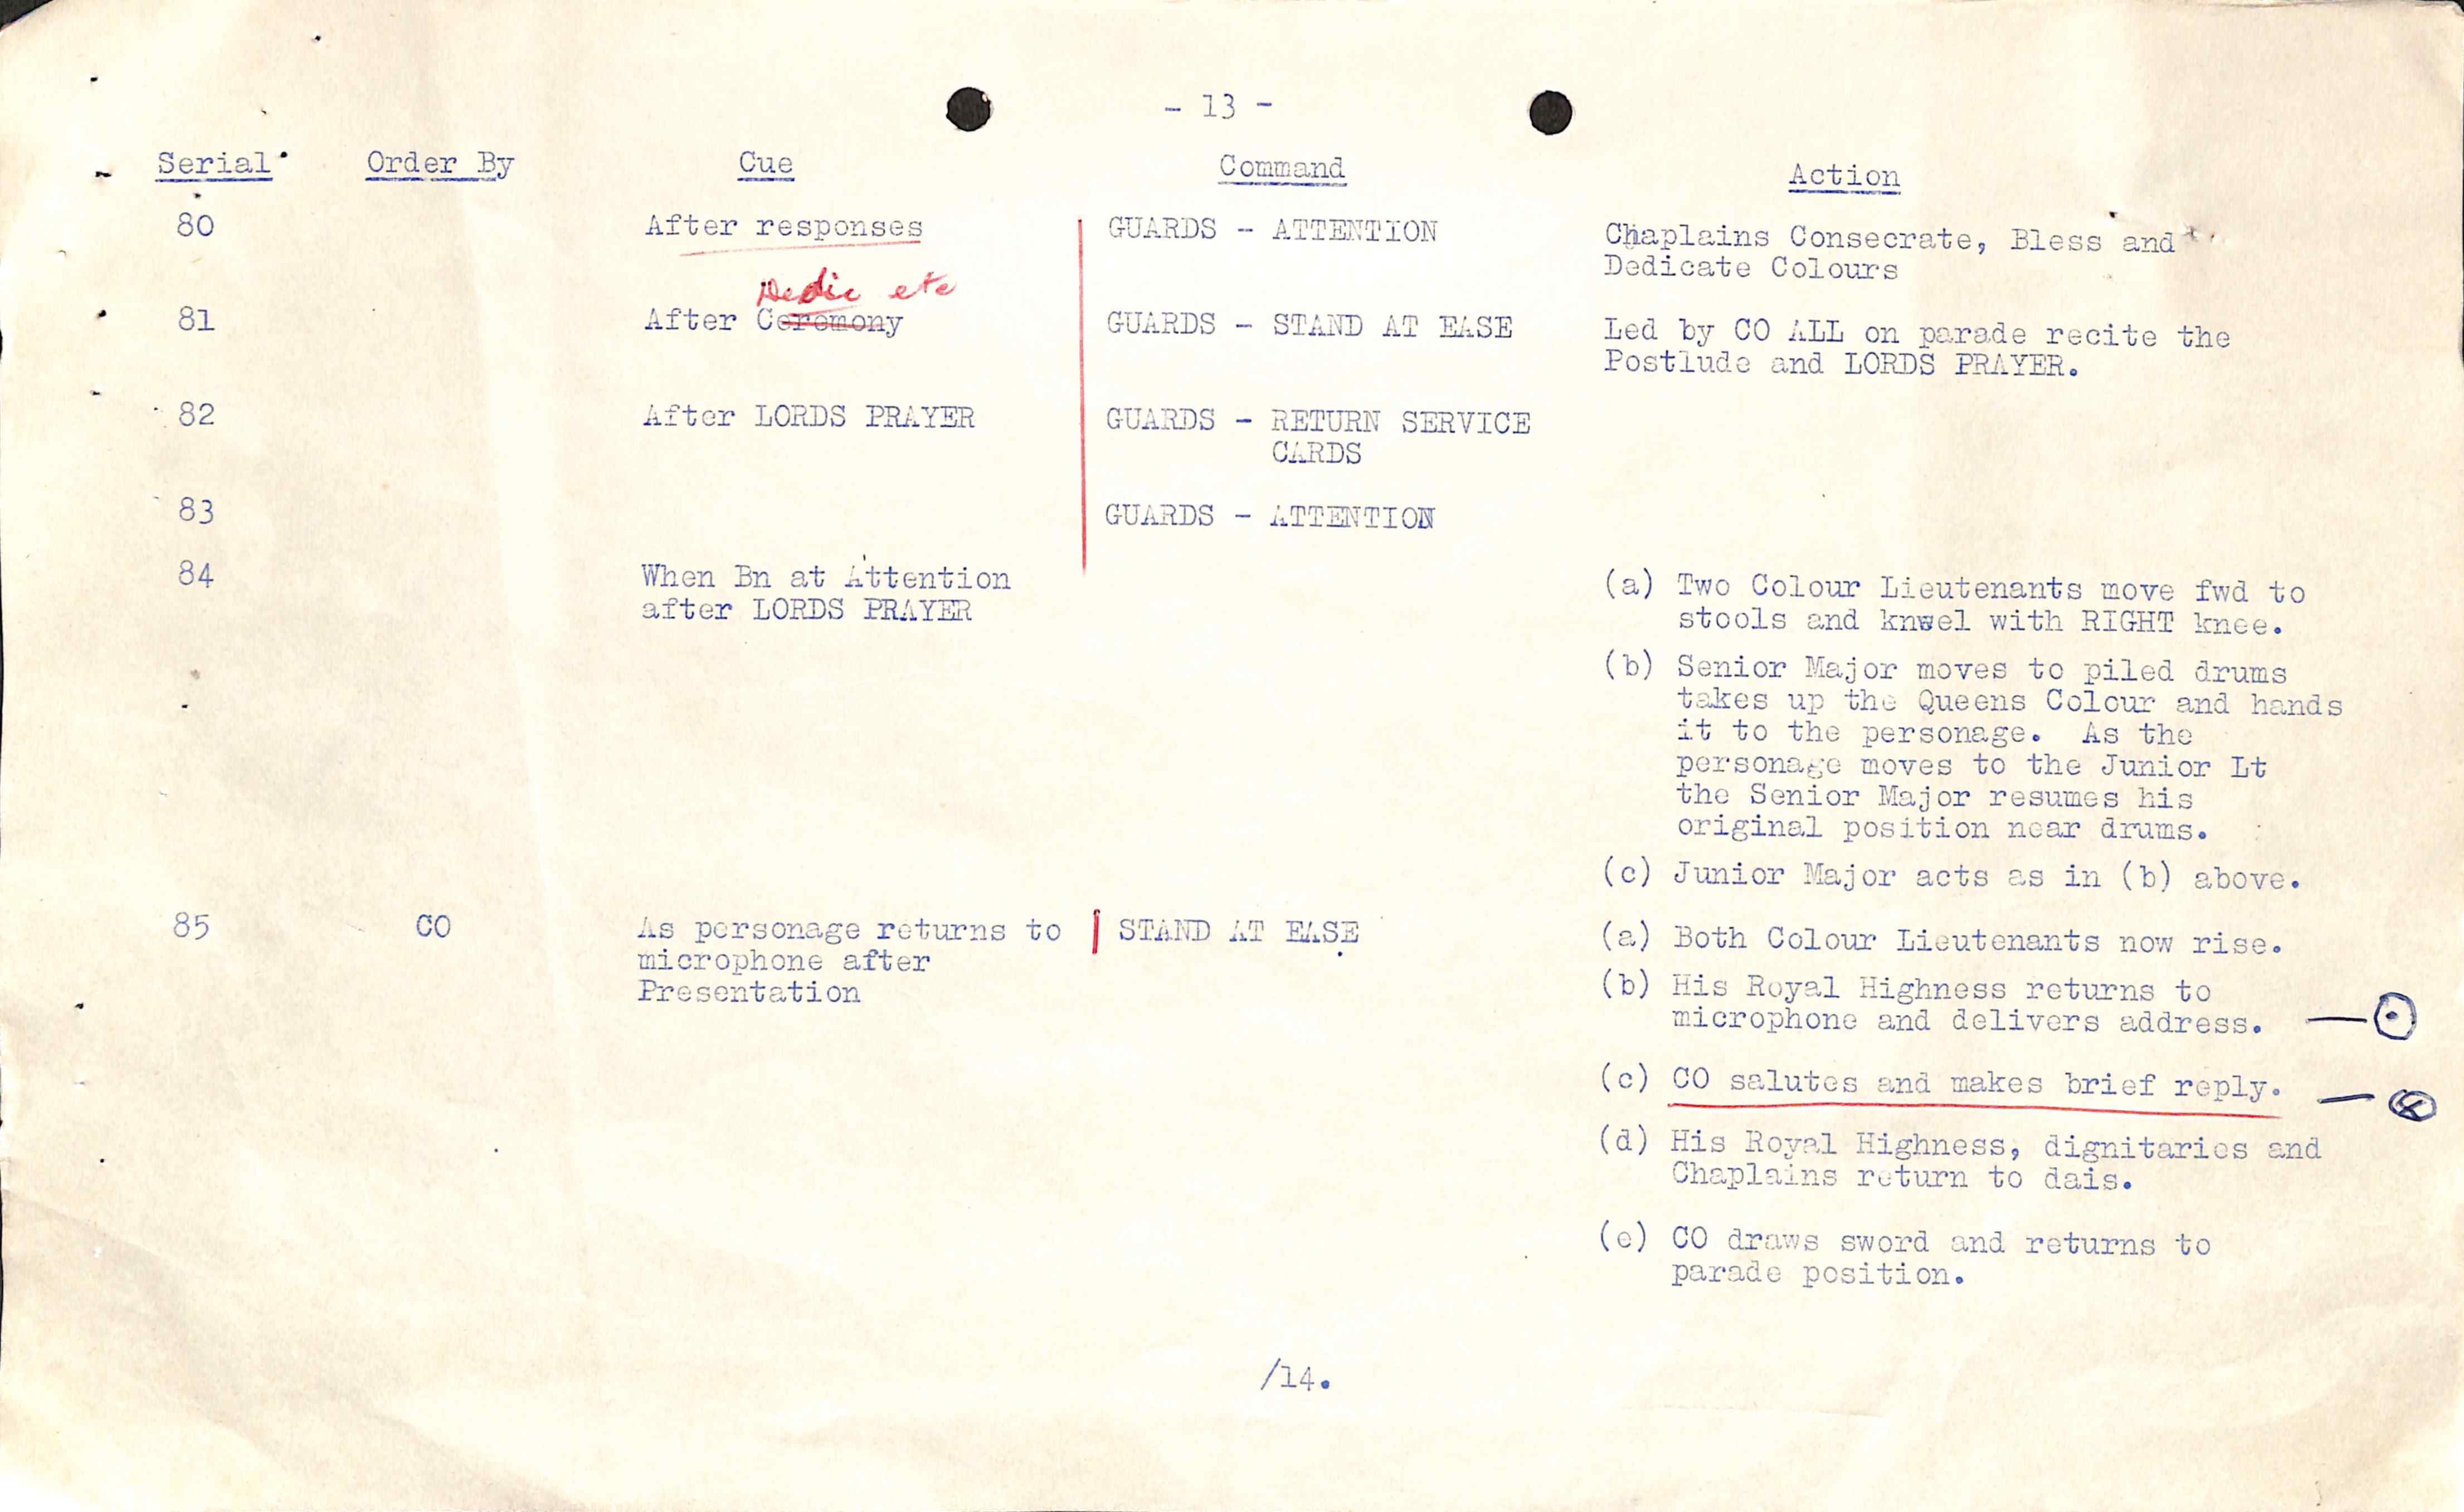 - 13 -
Serial Order By Cue Command Action
80 After responses GUARDS - ATTENTION Chaplains Consecrate, Bless and
Dedicate Colours
Dedic etc
81 After Ceremony GUARDS - STAND AT EASE Led by CO ALL on parade recite the
Postlude and LORDS PRAYER.
82 After LORDS PRAYER GUARDS - RETURN SERVICE
CARDS
83 GUARDS - ATTENTION
84 When Bn at Attention
after LORDS PRAYER
(a) Two Colour Lieutenants move fwd to
stools and kneel with RIGHT knee.
(b) Senior Major moves to piled drums
takes up the Queens Colour and hands
it to the personage. As the
personage moves to the Junior Lt
the Senior Major resumes his
original position near drums.
(c) Junior Major acts as in (b) above.
85 CO As personage returns to
microphone after
Presentation
STAND AT EASE
(a) Both Colour Lieutenants now rise.
(b) His Royal Highness returns to
microphone and delivers address.
(c) CO salutes and makes brief reply.
(d) His Royal Highness, dignitaries and
Chaplains return to dais.
(e) CO draws sword and returns to
parade position.
/14.